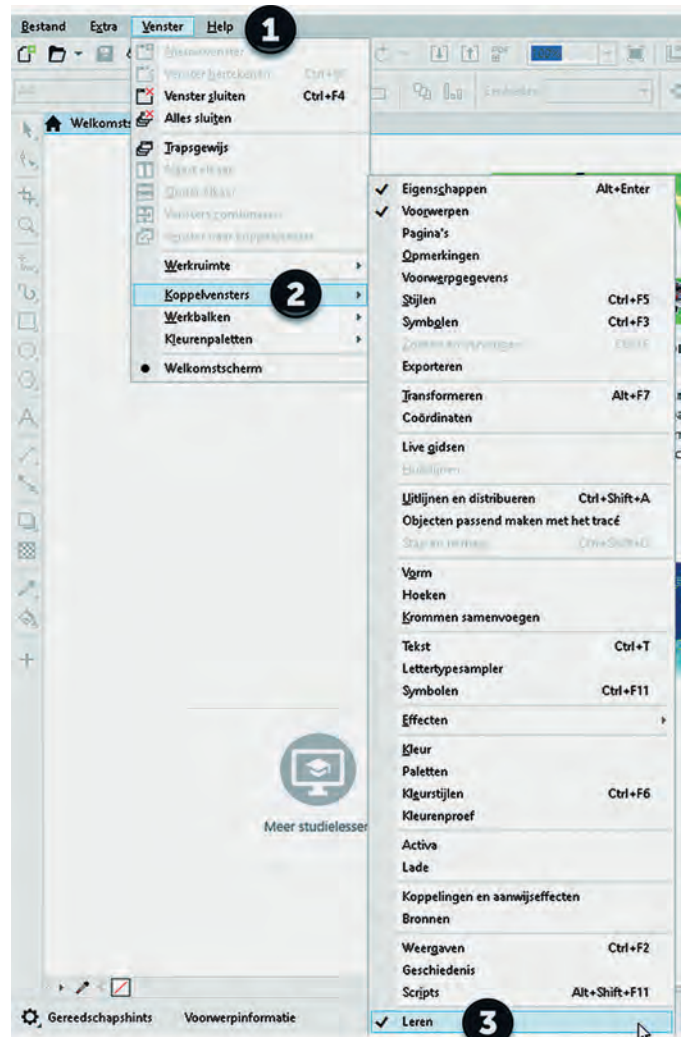 Bestand Extra Venster Help 1
Venster sluiten Ctrl+F4
Welkomsts
Alles sluiten
Trapsgewijs
Werkruimte
Koppelvensters 2
Werkbalken
Kleurenpaletten
Welkomstscherm
Eigenschappen Alt+Enter
Voorwerpen
Pagina's
Opmerkingen
Voorwerpgegevens
Stijlen Ctrl+F5
Symbolen Ctrl+F3
Exporteren
Transformeren Alt+F7
Coördinaten
Live gidsen
Hulplijnen
Uitlijnen en distribueren Ctrl+Shift+A
Objecten passend maken met het tracé
Vorm
Hoeken
Krommen samenvoegen
Tekst Ctrl+T
Lettertypesampler
Symbolen Ctrl+F11
Effecten
Kleur
Paletten
Kleurstijlen Ctrl+F6
Kleurenproef
Activa
Lade
Koppelingen en aanwijseffecten
Bronnen
Weergaven Ctrl+F2
Geschiedenis
Scripts Alt+Shift+F11
Leren 3
Meer studielesser
Gereedschapshints Voorwerpinformatie